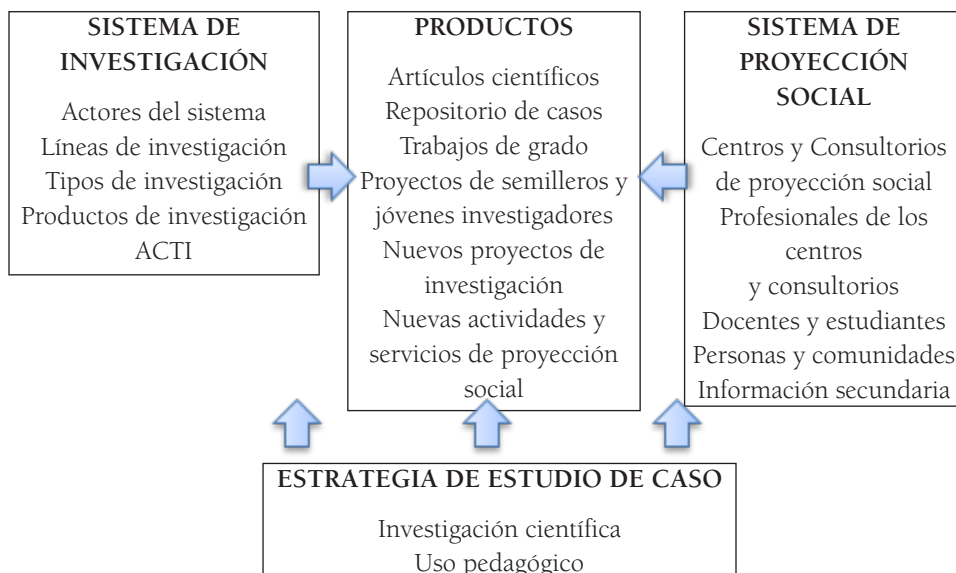 SISTEMA DE
INVESTIGACIÓN
Actores del sistema
Líneas de investigación
Tipos de investigación
Productos de investigación
ACTI
PRODUCTOS
Artículos científicos
Repositorio de casos
Trabajos de grado
Proyectos de semilleros y
jóvenes investigadores
Nuevos proyectos de
investigación
Nuevas actividades y
servicios de proyección
social
SISTEMA DE
PROYECCIÓN
SOCIAL
Centros y Consultorios
de proyección social
Profesionales de los
centros
y consultorios
Docentes y estudiantes
Personas y comunidades
Información secundaria
ESTRATEGIA DE ESTUDIO DE CASO
Investigación científica
Uso pedagógico